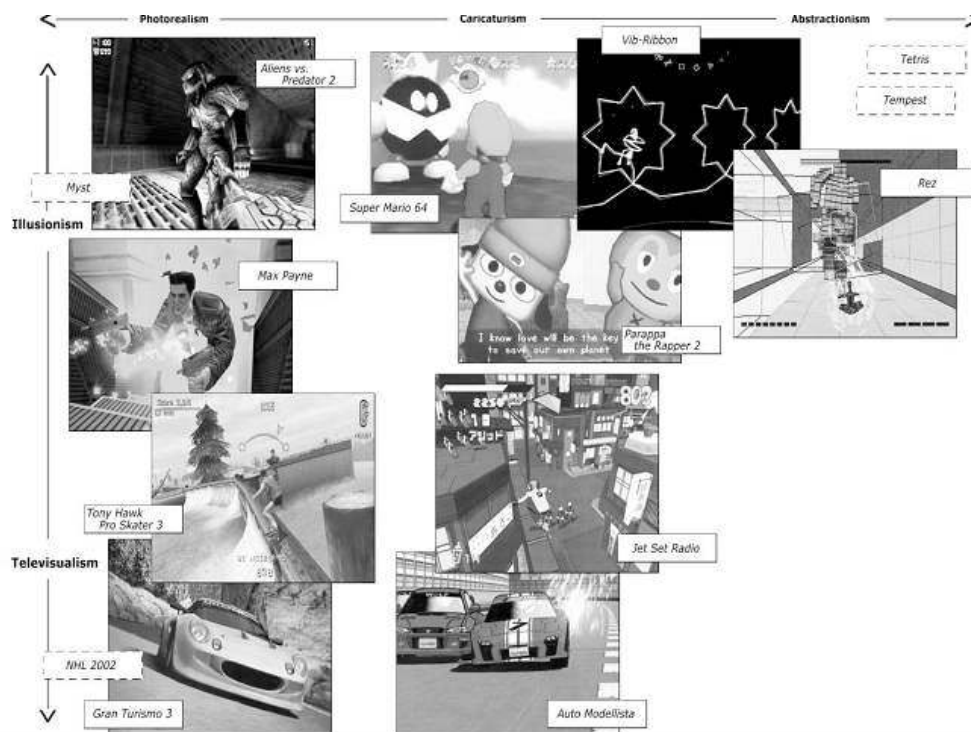 Photorealism
Caricaturism
Abstractionism
Vib-Ribbon
Aliens vs.
Predator 2
Tetris
Tempest
Myst
Rez
Super Mario 64
Illusionism
Max Payne
I know love will be the key
to save our own planet
Parappa
the Rapper 2
803
Tony Hawk
Pro Skater 3
Jet Set Radio
Televisualism
NHL 2002
Gran Turismo 3
Auto Modellista